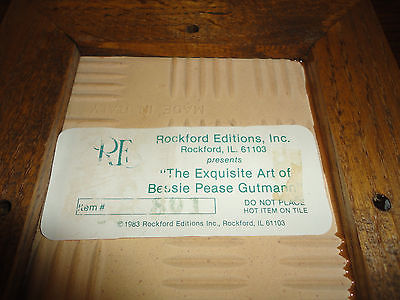 MADE IN ITALY
RE
Rockford Editions, Inc.
Rockford, IL. 61103
presents
"The Exquisite Art of
Bessie Pease Gutmann
Item #
DO NOT PLACE
HOT ITEM ON TILE
©1983 Rockford Editions Inc., Rockford, IL 61103